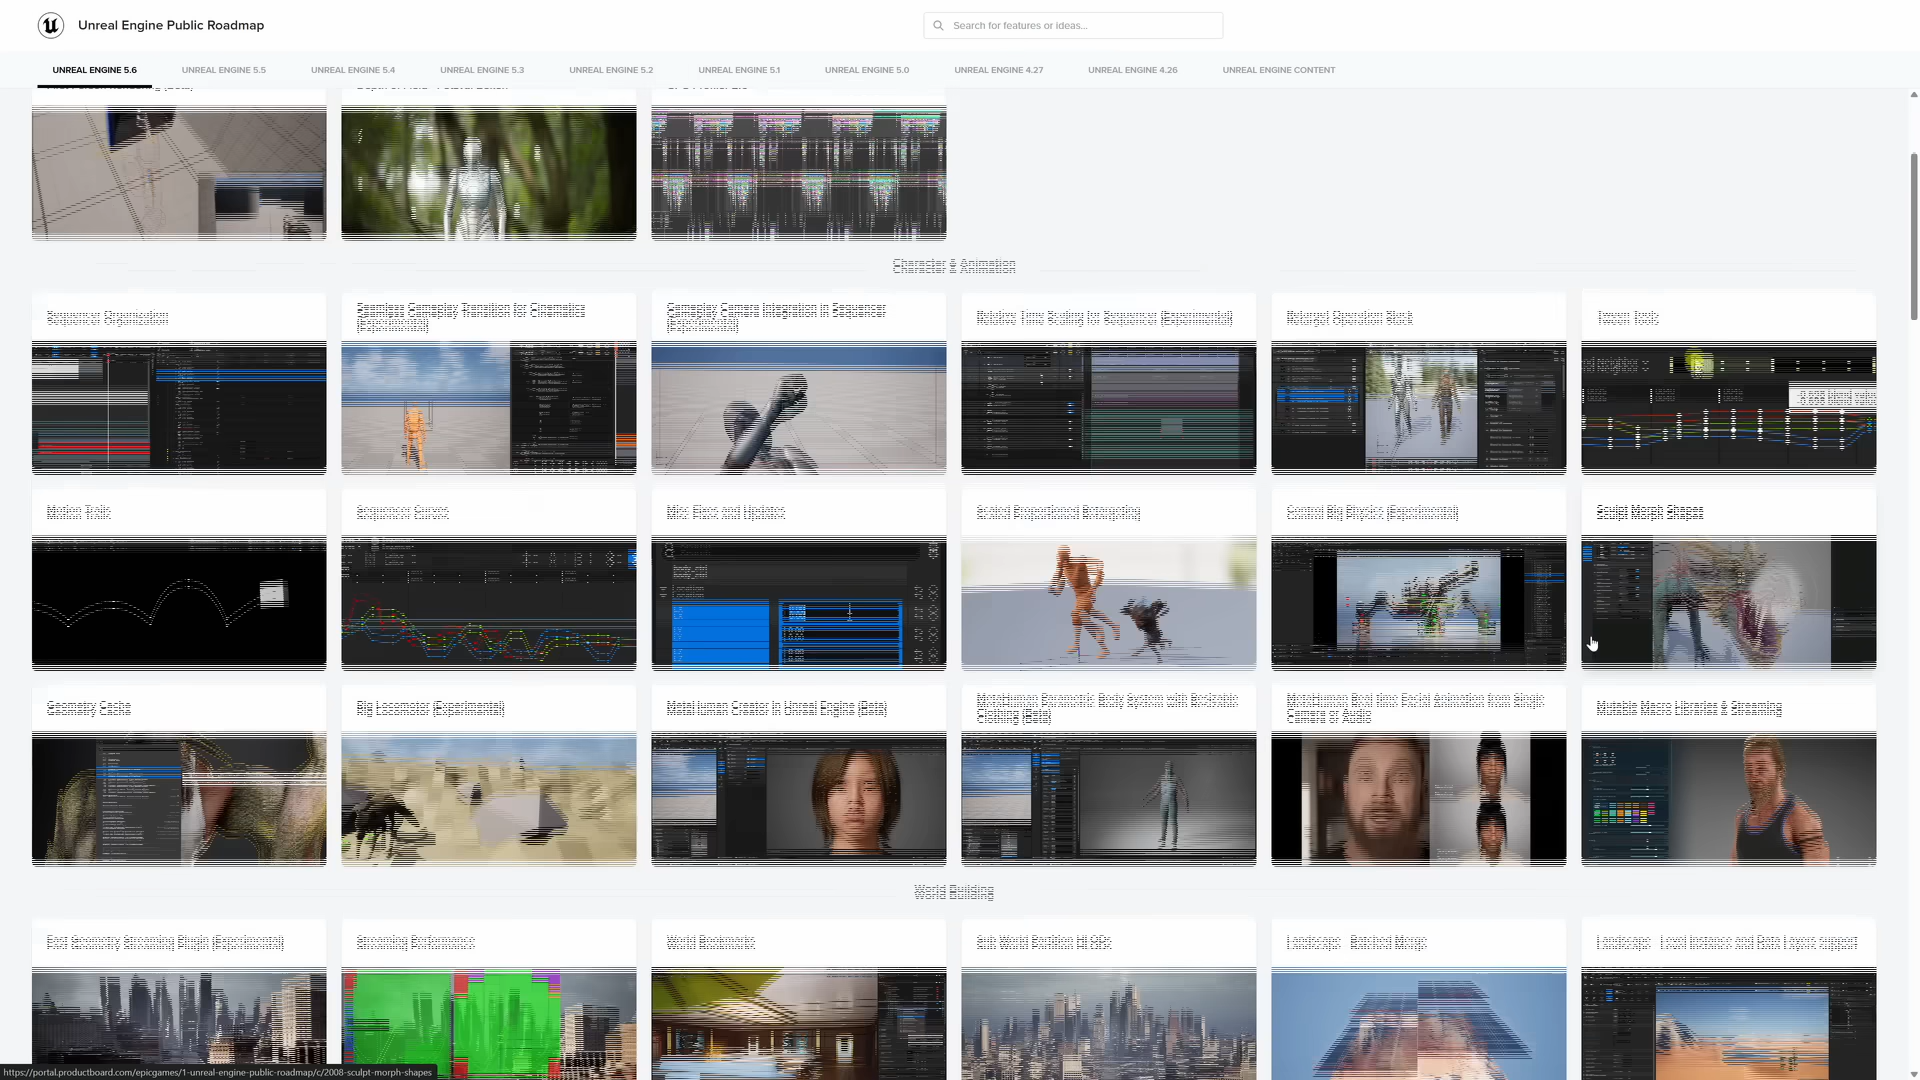 Unreal Engine Public Roadmap
Search for features or ideas...
UNREAL ENGINE 5.6
UNREAL ENGINE 5.5
UNREAL ENGINE 5.4
UNREAL ENGINE 5.3
UNREAL ENGINE 5.2
UNREAL ENGINE 5.1
UNREAL ENGINE 5.0
UNREAL ENGINE 4.27
UNREAL ENGINE 4.26
UNREAL ENGINE CONTENT
Character & Animation
Sequencer Organization
Seamless Gameplay Transition for Cinematics
(Experimental)
Gameplay Camera Integration in Sequencer
(Experimental)
Relative Time Scaling for Sequencer (Experimental)
Retarget Operation Stack
Tween Tools
Motion Trails
Sequencer Curves
Misc Fixes and Updates
Scaled Proportioned Retargeting
Control Rig Physics (Experimental)
Sculpt Morph Shapes
Geometry Cache
Rig Locomotor (Experimental)
MetaHuman Creator in Unreal Engine (Beta)
MetaHuman Parametric Body System with Resizable
Clothing (Beta)
MetaHuman Real time Facial Animation from Single
Camera or Audio
Mutable Macro Libraries & Streaming
World Building
Fast Geometry Streaming Plugin (Experimental)
Streaming Performance
World Bookmarks
Sub World Partition HLODs
Landscape - Batched Merge
Landscape - Level Instance and Data Layers support
https://portal.productboard.com/epicgames/1-unreal-engine-public-roadmap/c/2008-sculpt-morph-shapes